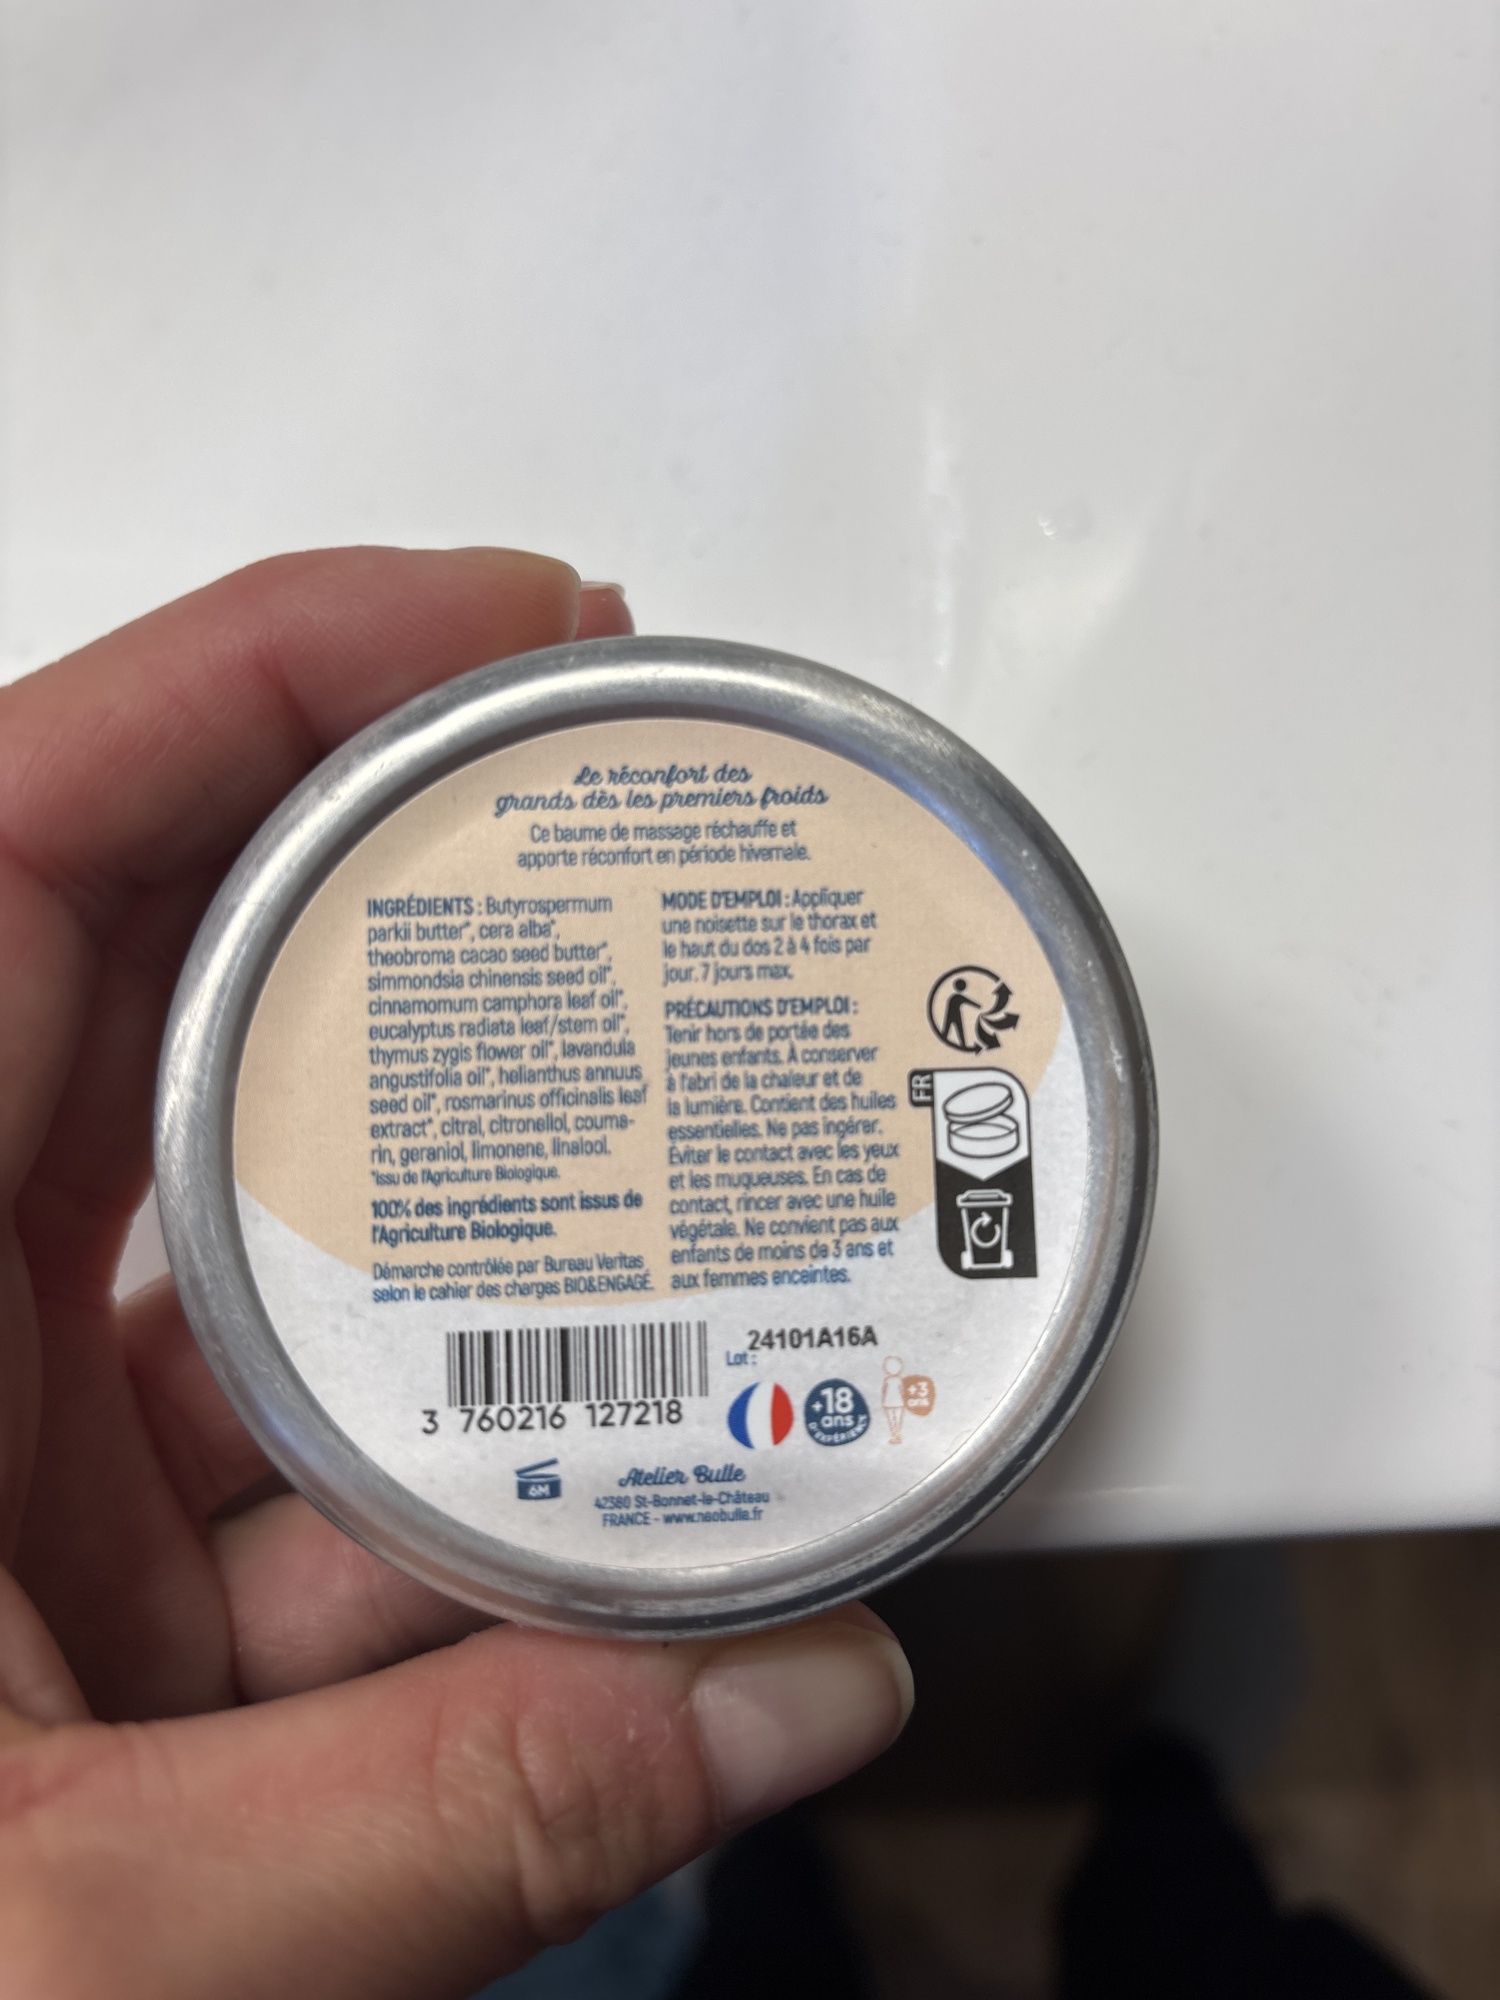 Le réconfort des
grands dès les premiers froids
Ce baume de massage réchauffe et
apporte réconfort en période hivernale.
INGRÉDIENTS : Butyrospermum
parkii butter*, cera alba*,
theobroma cacao seed butter*,
simmondsia chinensis seed oil*,
cinnamomum camphora leaf oil*,
eucalyptus radiata leaf/stem oil*,
thymus zygis flower oil*, lavandula
angustifolia oil*, helianthus annuus
seed oil*, rosmarinus officinalis leaf
extract*, citral, citronellol, couma-
rin, geraniol, limonene, linalool.
*issu de l'Agriculture Biologique.
100% des ingrédients sont issus de
l'Agriculture Biologique.
Démarche contrôlée par Bureau Veritas
selon le cahier des charges BIO&ENGAGÉ.
MODE D'EMPLOI : Appliquer
une noisette sur le thorax et
le haut du dos 2 à 4 fois par
jour. 7 jours max.
PRÉCAUTIONS D'EMPLOI :
Tenir hors de portée des
jeunes enfants. À conserver
à l'abri de la chaleur et de
la lumière. Contient des huiles
essentielles. Ne pas ingérer.
Éviter le contact avec les yeux
et les muqueuses. En cas de
contact, rincer avec une huile
végétale. Ne convient pas aux
enfants de moins de 3 ans et
aux femmes enceintes.
FR
24101A16A
Lot :
3 760216 127218
+18
ans
D'EXPÉRIENCE
+3
ans
6M
Atelier Bulle
42380 St-Bonnet-le-Château
FRANCE - www.neobulle.fr